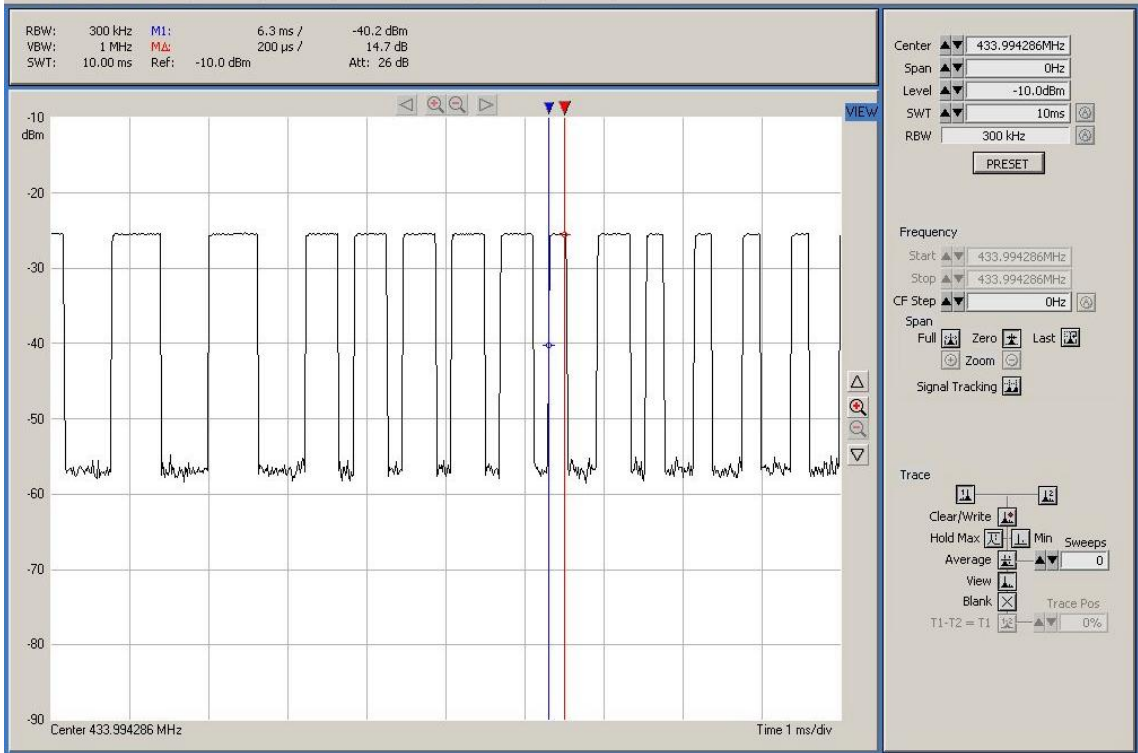 RBW: 300 kHz M1: 6.3 ms / -40.2 dBm
VBW: 1 MHz MΔ: 200 µs / 14.7 dB
SWT: 10.00 ms Ref: -10.0 dBm Att: 26 dB
VIEW
-10
dBm
-20
-30
-40
-50
-60
-70
-80
-90
Center 433.994286 MHz Time 1 ms/div
Center 433.994286MHz
Span 0Hz
Level -10.0dBm
SWT 10ms
RBW 300 kHz
PRESET
Frequency
Start 433.994286MHz
Stop 433.994286MHz
CF Step 0Hz
Span
Full Zero Last
Zoom
Signal Tracking
Trace
1 2
Clear/Write
Hold Max Min Sweeps
Average 0
View
Blank Trace Pos
T1-T2 = T1 0%